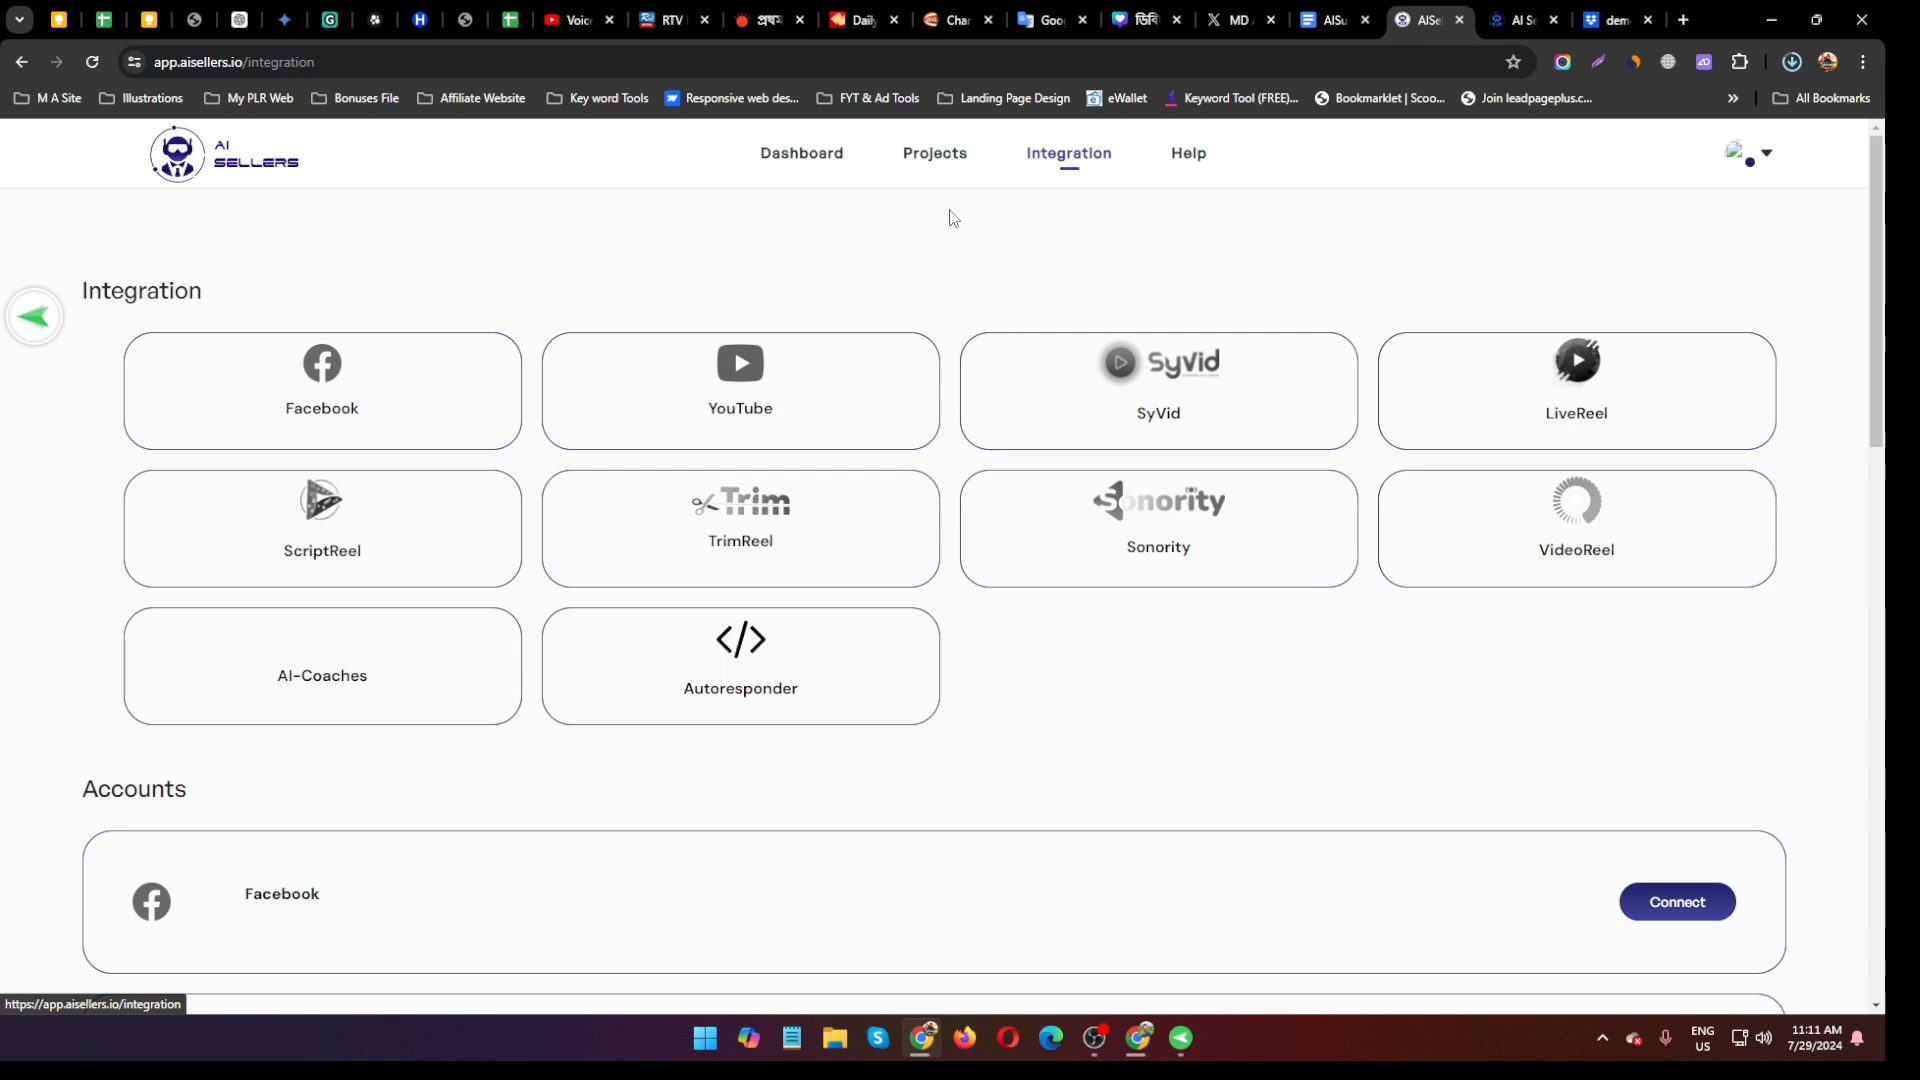 Voic
RTV
প্রথম
Daily
Char
Goo
ডিবি
MD
AISu
AISe
AI Se
dem
app.aisellers.io/integration
M A Site
Illustrations
My PLR Web
Bonuses File
Affiliate Website
Key word Tools
Responsive web des...
FYT & Ad Tools
Landing Page Design
eWallet
Keyword Tool (FREE)...
Bookmarklet | Scoo...
Join leadpageplus.c...
»
All Bookmarks
AI
SELLERS
Dashboard
Projects
Integration
Help
Integration
Facebook
YouTube
SyVid
SyVid
LiveReel
ScriptReel
Trim
TrimReel
Sonority
Sonority
VideoReel
AI-Coaches
</>
Autoresponder
Accounts
Facebook
Connect
https://app.aisellers.io/integration
ENG
US
11:11 AM
7/29/2024